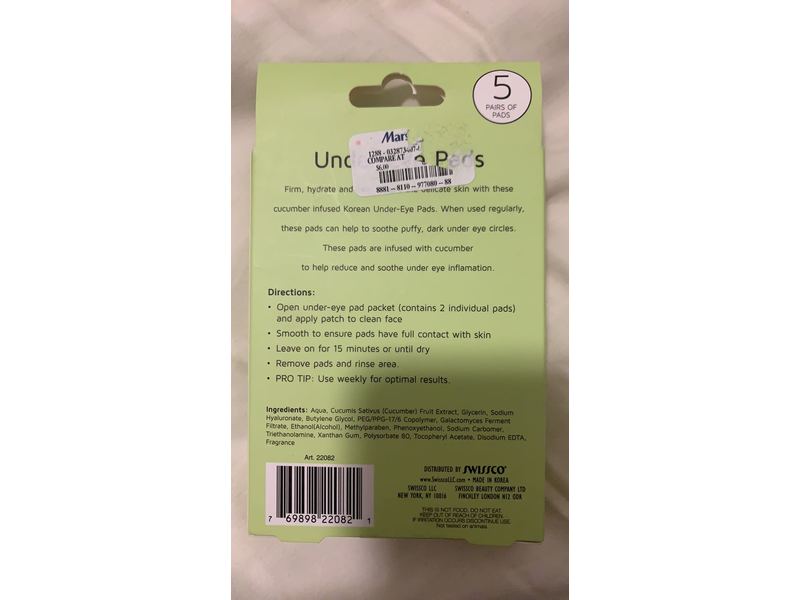 5
PAIRS OF
PADS
1288 - 
COMPARE AT
$6.00
8881 - 8110 - 977080 - 88
Pads
Firm, hydrate and delicate skin with these
cucumber infused Korean Under-Eye Pads. When used regularly,
these pads can help to soothe puffy, dark under eye circles.
These pads are infused with cucumber
to help reduce and soothe under eye inflamation.
Directions:
• Open under-eye pad packet (contains 2 individual pads)
and apply patch to clean face
• Smooth to ensure pads have full contact with skin
• Leave on for 15 minutes or until dry
• Remove pads and rinse area.
• PRO TIP: Use weekly for optimal results.
Ingredients: Aqua, Cucumis Sativus (Cucumber) Fruit Extract, Glycerin, Sodium
Hyaluronate, Butylene Glycol, PEG/PPG-17/6 Copolymer, Galactomyces Ferment
Filtrate, Ethanol(Alcohol), Methylparaben, Phenoxyethanol, Sodium Carbomer,
Triethanolamine, Xanthan Gum, Polysorbate 80, Tocopheryl Acetate, Disodium EDTA,
Fragrance
Art. 22082
7 69898 22082 1
DISTRIBUTED BY SWISSCO®
www.SwisscoLLC.com • MADE IN KOREA
SWISSCO LLC SWISSCO BEAUTY COMPANY LTD
NEW YORK, NY 10016 FINCHLEY LONDON N12 0DR
THIS IS NOT FOOD, DO NOT EAT.
KEEP OUT OF REACH OF CHILDREN.
IF IRRITATION OCCURS DISCONTINUE USE.
Not tested on animals.